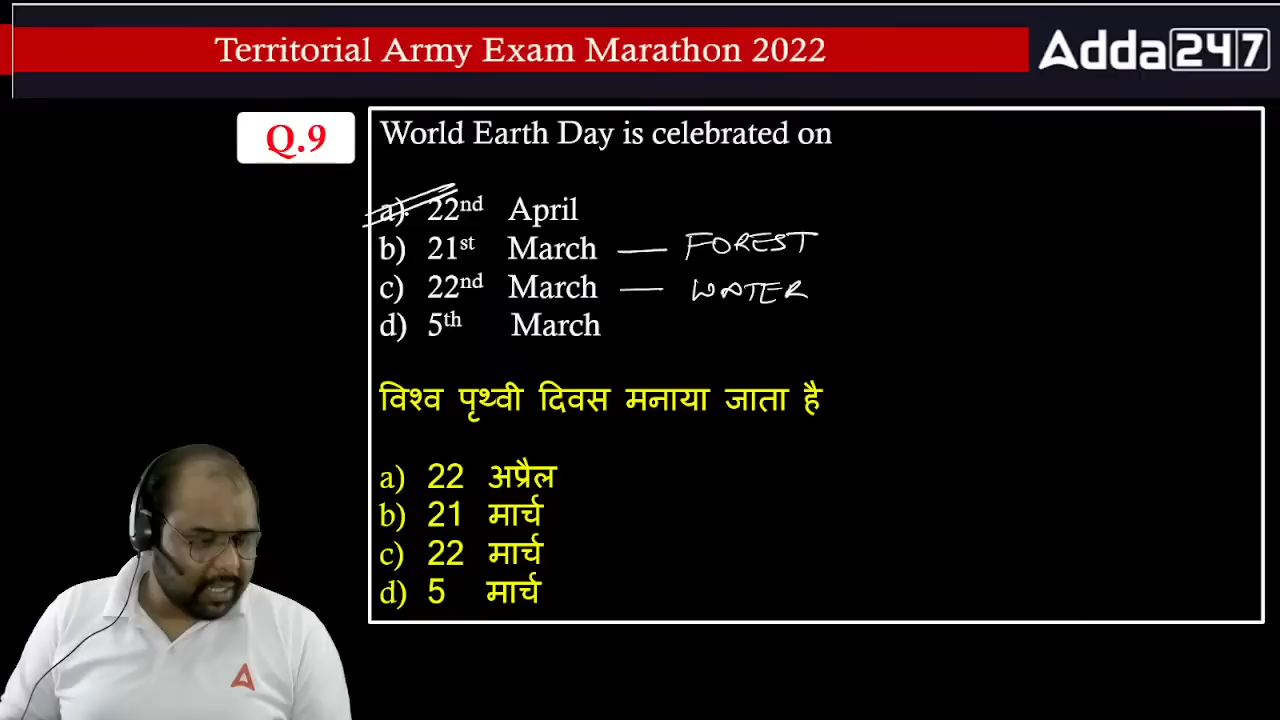 Territorial Army Exam Marathon 2022
Adda247
Q.9
World Earth Day is celebrated on
a) 22nd April
b) 21st March — FOREST
c) 22nd March — WATER
d) 5th March
विश्व पृथ्वी दिवस मनाया जाता है
a) 22 अप्रैल
b) 21 मार्च
c) 22 मार्च
d) 5 मार्च